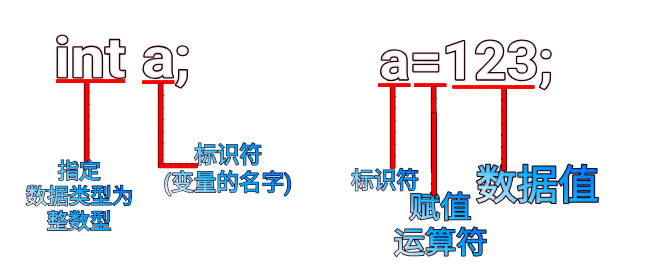 int a;
指定
数据类型为
整数型
标识符
(变量的名字)
a=123;
标识符
赋值
运算符
数据值